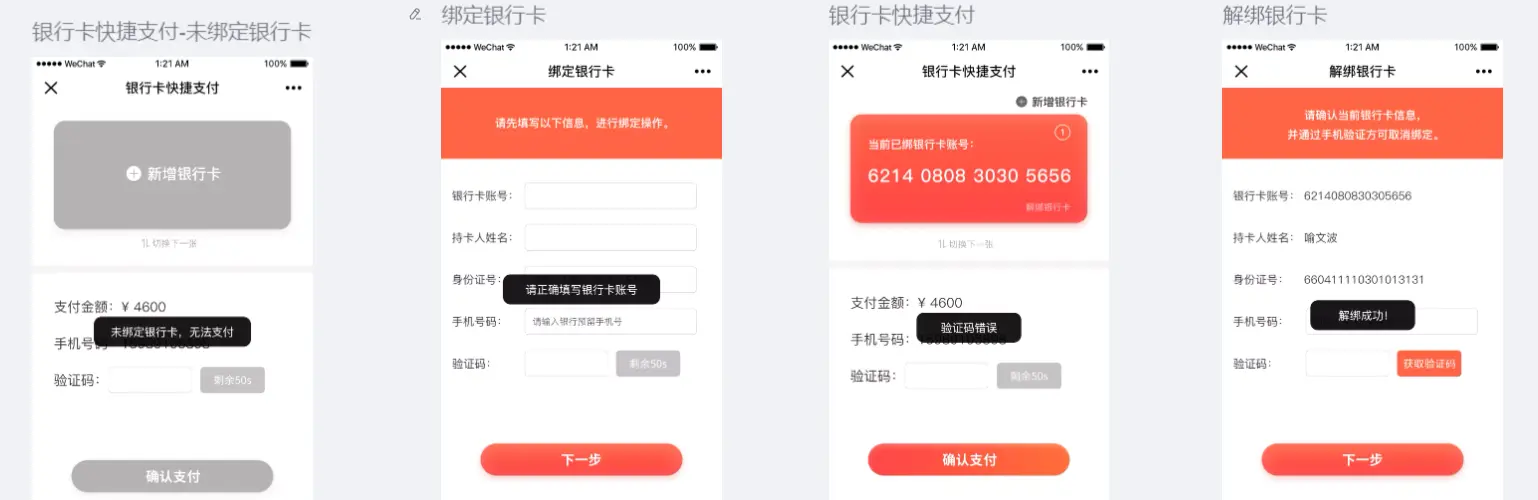 银行卡快捷支付-未绑定银行卡
WeChat 1:21 AM 100%
银行卡快捷支付
新增银行卡
切换下一张
支付金额：¥ 4600
未绑定银行卡，无法支付
手机号码
验证码：
剩余50s
确认支付
绑定银行卡
WeChat 1:21 AM 100%
绑定银行卡
请先填写以下信息，进行绑定操作。
银行卡账号：
持卡人姓名：
身份证号：
请正确填写银行卡账号
手机号码： 请输入银行预留手机号
验证码： 剩余50s
下一步
银行卡快捷支付
WeChat 1:21 AM 100%
银行卡快捷支付
新增银行卡
1
当前已绑银行卡账号：
6214 0808 3030 5656
解绑银行卡
切换下一张
支付金额：¥ 4600
验证码错误
手机号码：
验证码： 剩余50s
确认支付
解绑银行卡
WeChat 1:21 AM 100%
解绑银行卡
请确认当前银行卡信息，
并通过手机验证方可取消绑定。
银行卡账号： 6214080830305656
持卡人姓名： 喻文波
身份证号： 660411110301013131
解绑成功！
手机号码：
验证码： 获取验证码
下一步